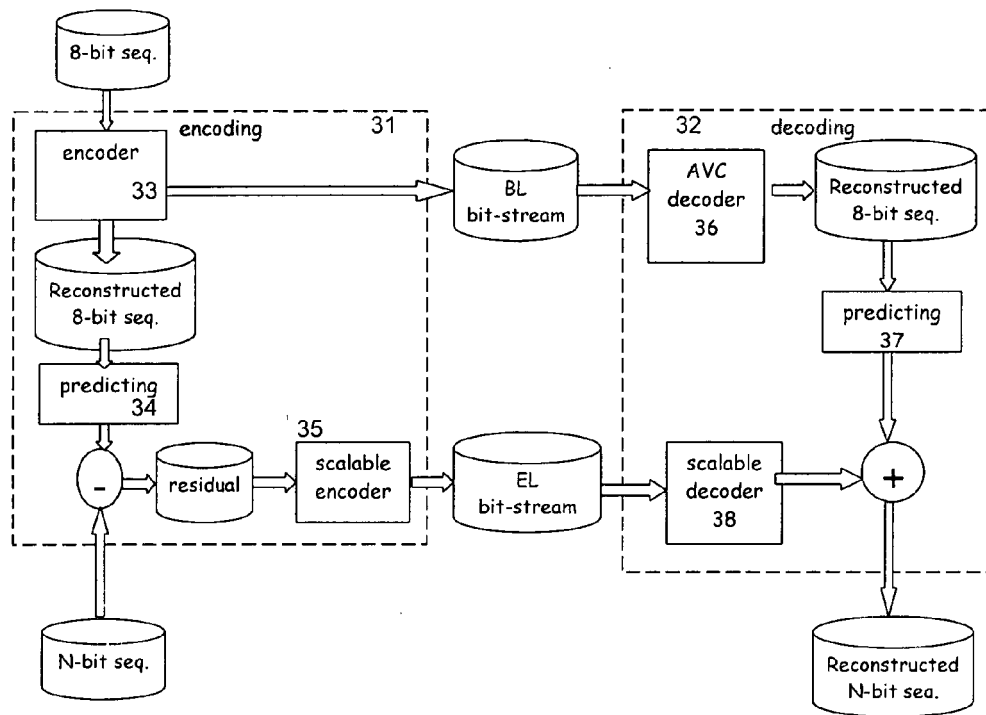 8-bit seq.
encoding
31
encoder
33
Reconstructed
8-bit seq.
predicting
34
-
residual
35
scalable
encoder
N-bit seq.
BL
bit-stream
EL
bit-stream
32
decoding
AVC
decoder
36
Reconstructed
8-bit seq.
predicting
37
scalable
decoder
38
+
Reconstructed
N-bit seq.